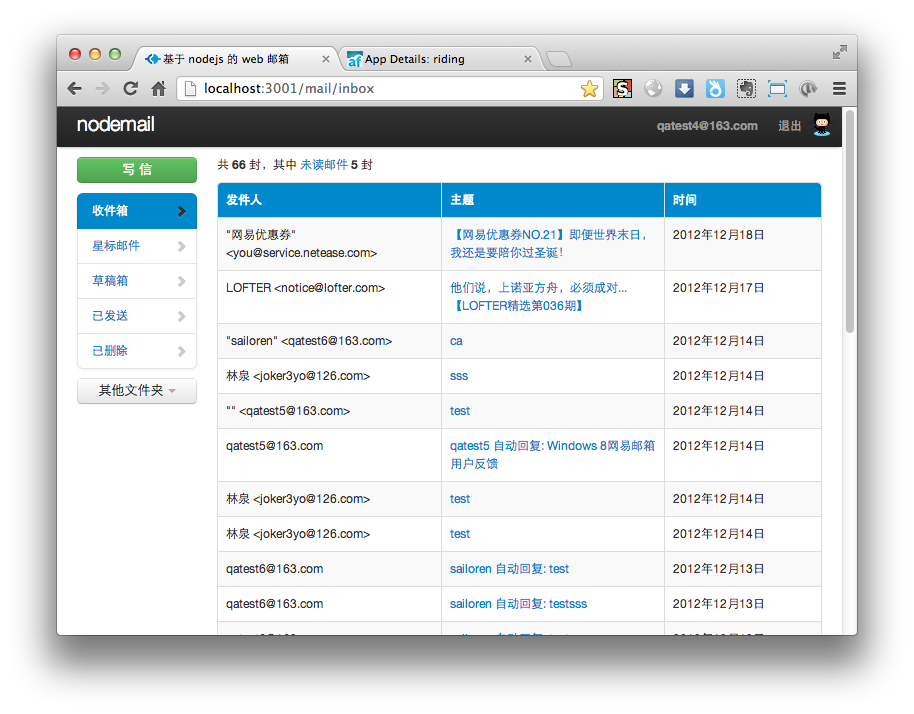 基于 nodejs 的 web 邮箱
App Details: riding
localhost:3001/mail/inbox
nodemail
qatest4@163.com 退出
写 信
收件箱
星标邮件
草稿箱
已发送
已删除
其他文件夹
共 66 封，其中 未读邮件 5 封
发件人 主题 时间
"网易优惠券"
<you@service.netease.com>
【网易优惠券NO.21】即便世界末日，
我还是要陪你过圣诞！
2012年12月18日
LOFTER <notice@lofter.com>
他们说，上诺亚方舟，必须成对...
【LOFTER精选第036期】
2012年12月17日
"sailoren" <qatest6@163.com> ca 2012年12月14日
林泉 <joker3yo@126.com> sss 2012年12月14日
"" <qatest5@163.com> test 2012年12月14日
qatest5@163.com
qatest5 自动回复: Windows 8网易邮箱
用户反馈
2012年12月14日
林泉 <joker3yo@126.com> test 2012年12月14日
林泉 <joker3yo@126.com> test 2012年12月14日
qatest6@163.com sailoren 自动回复: test 2012年12月13日
qatest6@163.com sailoren 自动回复: testsss 2012年12月13日